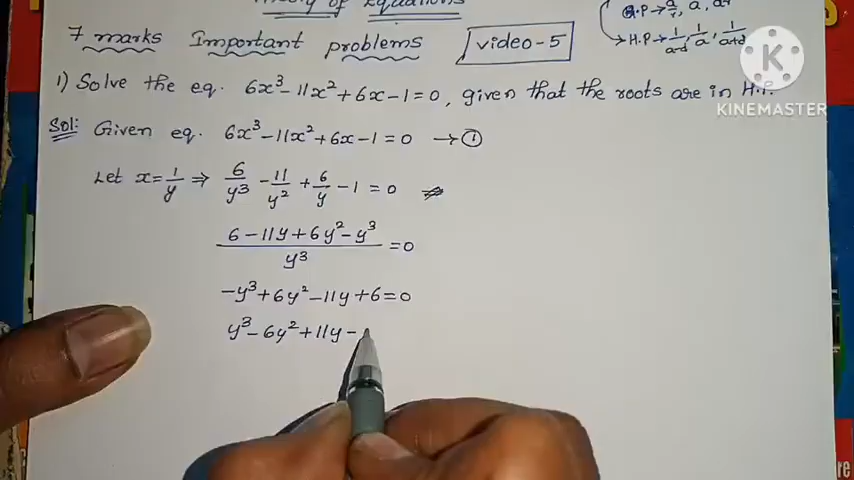 Theory of Equations
G.P → a/r, a, ar
7 marks Important problems video-5
→ H.P → 1/a-d, 1/a, 1/a+d
K
KINEMASTER
1) Solve the eq. 6x³-11x²+6x-1=0, given that the roots are in H.P.
Sol: Given eq. 6x³-11x²+6x-1=0 → ①
Let x=1/y ⇒ 6/y³ - 11/y² + 6/y - 1 = 0
6-11y+6y²-y³/y³ = 0
-y³+6y²-11y+6=0
y³-6y²+11y-